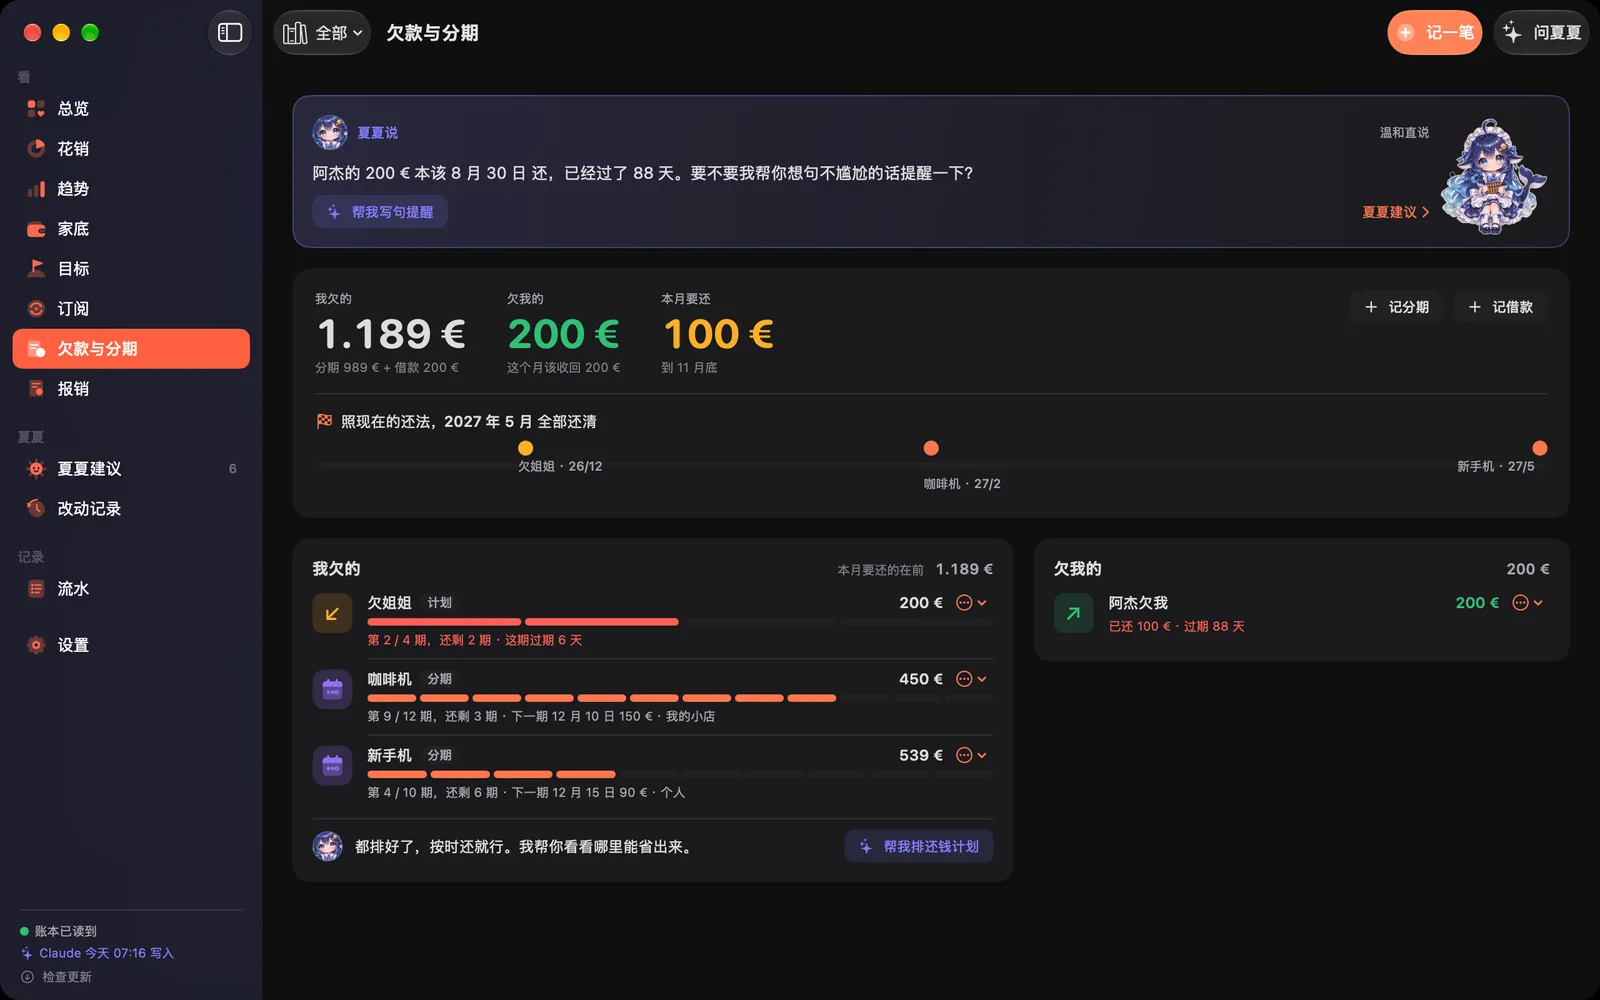 全部
欠款与分期
记一笔
问夏夏
看
总览
花销
趋势
家底
目标
订阅
欠款与分期
报销
夏夏
夏夏建议
6
改动记录
记录
流水
设置
账本已读到
Claude 今天 07:16 写入
检查更新
夏夏说
温和直说
阿杰的 200 € 本该 8 月 30 日 还，已经过了 88 天。要不要我帮你想句不尴尬的话提醒一下？
帮我写句提醒
夏夏建议
我欠的
1.189 €
分期 989 € + 借款 200 €
欠我的
200 €
这个月该收回 200 €
本月要还
100 €
到 11 月底
记分期
记借款
照现在的还法，2027 年 5 月 全部还清
欠姐姐 · 26/12
咖啡机 · 27/2
新手机 · 27/5
我欠的
本月要还的在前 1.189 €
欠姐姐 计划 200 €
第 2 / 4 期，还剩 2 期 · 这期过期 6 天
咖啡机 分期 450 €
第 9 / 12 期，还剩 3 期 · 下一期 12 月 10 日 150 € · 我的小店
新手机 分期 539 €
第 4 / 10 期，还剩 6 期 · 下一期 12 月 15 日 90 € · 个人
都排好了，按时还就行。我帮你看看哪里能省出来。
帮我排还钱计划
欠我的 200 €
阿杰欠我 200 €
已还 100 € · 过期 88 天